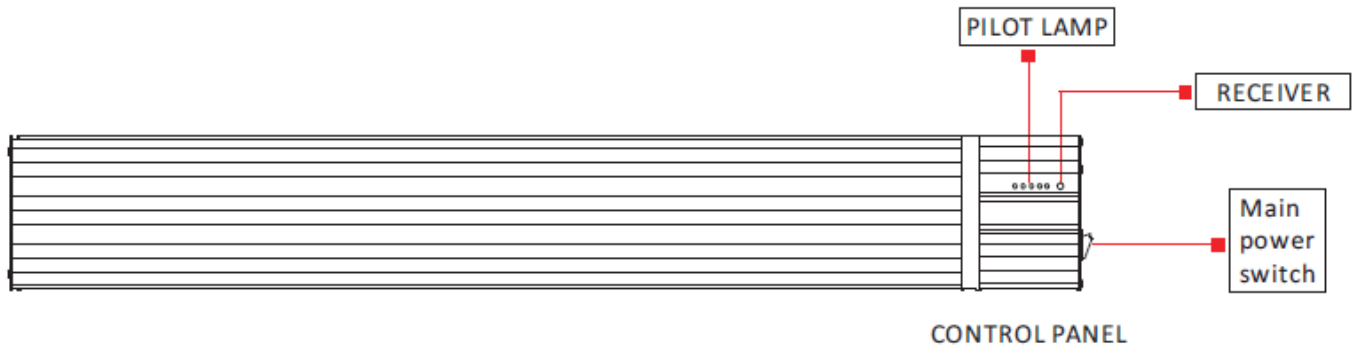 PILOT LAMP
RECEIVER
Main
power
switch
CONTROL PANEL